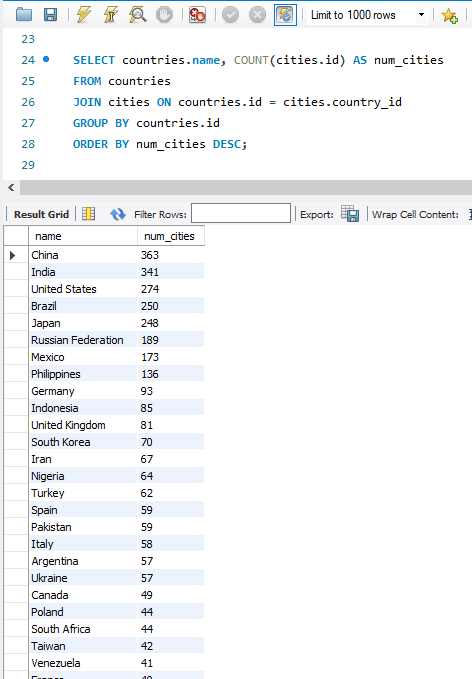 Limit to 1000 rows
23
24 SELECT countries.name, COUNT(cities.id) AS num_cities
25 FROM countries
26 JOIN cities ON countries.id = cities.country_id
27 GROUP BY countries.id
28 ORDER BY num_cities DESC;
29
Result Grid Filter Rows: Export: Wrap Cell Content:
name num_cities
China 363
India 341
United States 274
Brazil 250
Japan 248
Russian Federation 189
Mexico 173
Philippines 136
Germany 93
Indonesia 85
United Kingdom 81
South Korea 70
Iran 67
Nigeria 64
Turkey 62
Spain 59
Pakistan 59
Italy 58
Argentina 57
Ukraine 57
Canada 49
Poland 44
South Africa 44
Taiwan 42
Venezuela 41